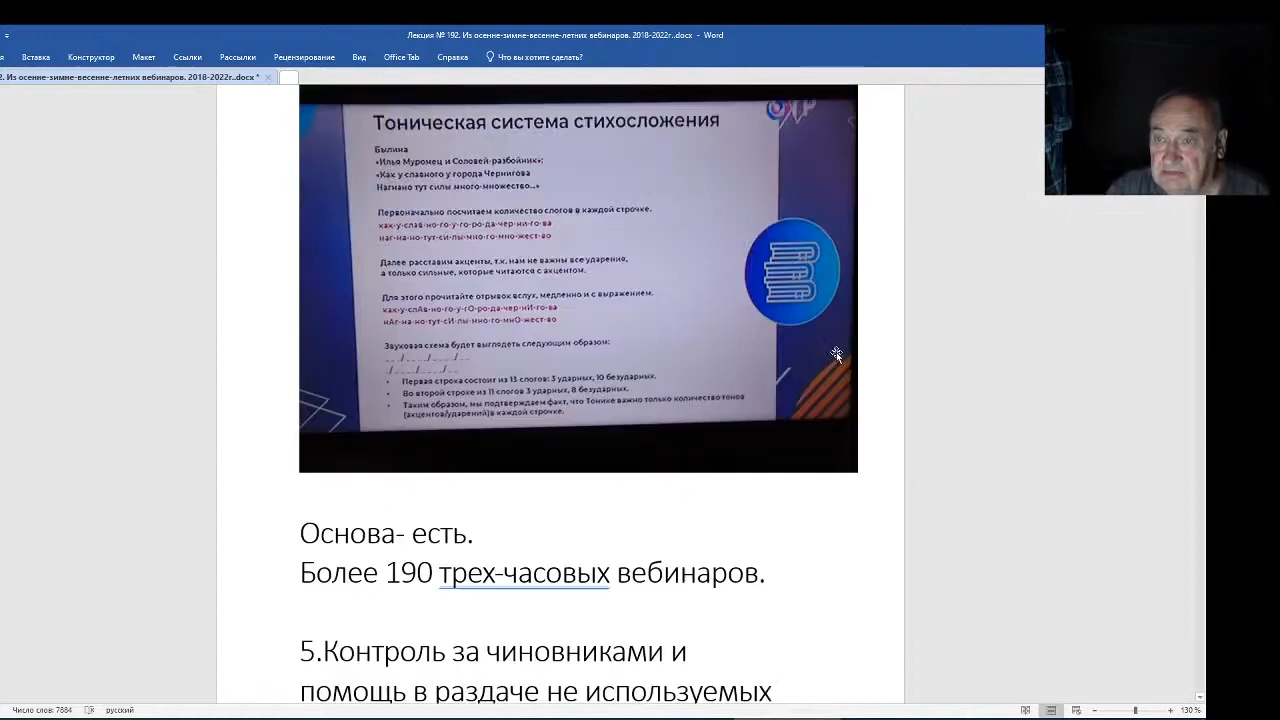 Лекция № 192. Из осенне-зимне-весенне-летних вебинаров. 2018-2022г..docx - Word
Вставка Конструктор Макет Ссылки Рассылки Рецензирование Вид Office Tab Справка Что вы хотите сделать?
2. Из осенне-зимне-весенне-летних вебинаров. 2018-2022г..docx *
ОТР
Тоническая система стихосложения
Былина
«Илья Муромец и Соловей-разбойник»:
«Как у славного у города Чернигова
Нагнано тут силы много-множество...»
Первоначально посчитаем количество слогов в каждой строчке.
как-у-слав-но-го-у-го-ро-да-чер-ни-го-ва
наг-на-но-тут-си-лы-мно-го-мно-жест-во
Далее расставим акценты, т.к. нам не важны все ударения,
а только сильные, которые читаются с акцентом.
Для этого прочитайте отрывок вслух, медленно и с выражением.
как-у-слАв-но-го-у-гО-ро-да-чер-нИ-го-ва
нАг-на-но-тут-сИ-лы-мно-го-мнО-жест-во
Звуковая схема будет выглядеть следующим образом:
• Первая строка состоит из 13 слогов: 3 ударных, 10 безударных.
• Во второй строке из 11 слогов 3 ударных, 8 безударных.
• Таким образом, мы подтверждаем факт, что Тонике важно только количество тонов
(акцентов/ударений)в каждой строчке.
Основа- есть.
Более 190 трех-часовых вебинаров.
5.Контроль за чиновниками и
помощь в раздаче не используемых
Число слов: 7884 русский 130 %